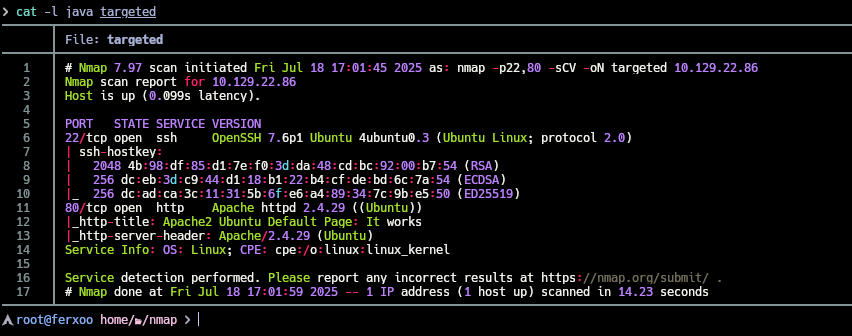 ❯ cat -l java targeted
File: targeted
1 # Nmap 7.97 scan initiated Fri Jul 18 17:01:45 2025 as: nmap -p22,80 -sCV -oN targeted 10.129.22.86
2 Nmap scan report for 10.129.22.86
3 Host is up (0.099s latency).
4
5 PORT   STATE SERVICE VERSION
6 22/tcp open  ssh     OpenSSH 7.6p1 Ubuntu 4ubuntu0.3 (Ubuntu Linux; protocol 2.0)
7 | ssh-hostkey:
8 |   2048 4b:98:df:85:d1:7e:f0:3d:da:48:cd:bc:92:00:b7:54 (RSA)
9 |   256 dc:eb:3d:c9:44:d1:18:b1:22:b4:cf:de:bd:6c:7a:54 (ECDSA)
10 |_  256 dc:ad:ca:3c:11:31:5b:6f:e6:a4:89:34:7c:9b:e5:50 (ED25519)
11 80/tcp open  http    Apache httpd 2.4.29 ((Ubuntu))
12 |_http-title: Apache2 Ubuntu Default Page: It works
13 |_http-server-header: Apache/2.4.29 (Ubuntu)
14 Service Info: OS: Linux; CPE: cpe:/o:linux:linux_kernel
15
16 Service detection performed. Please report any incorrect results at https://nmap.org/submit/ .
17 # Nmap done at Fri Jul 18 17:01:59 2025 -- 1 IP address (1 host up) scanned in 14.23 seconds
root@ferxoo home//nmap ❯